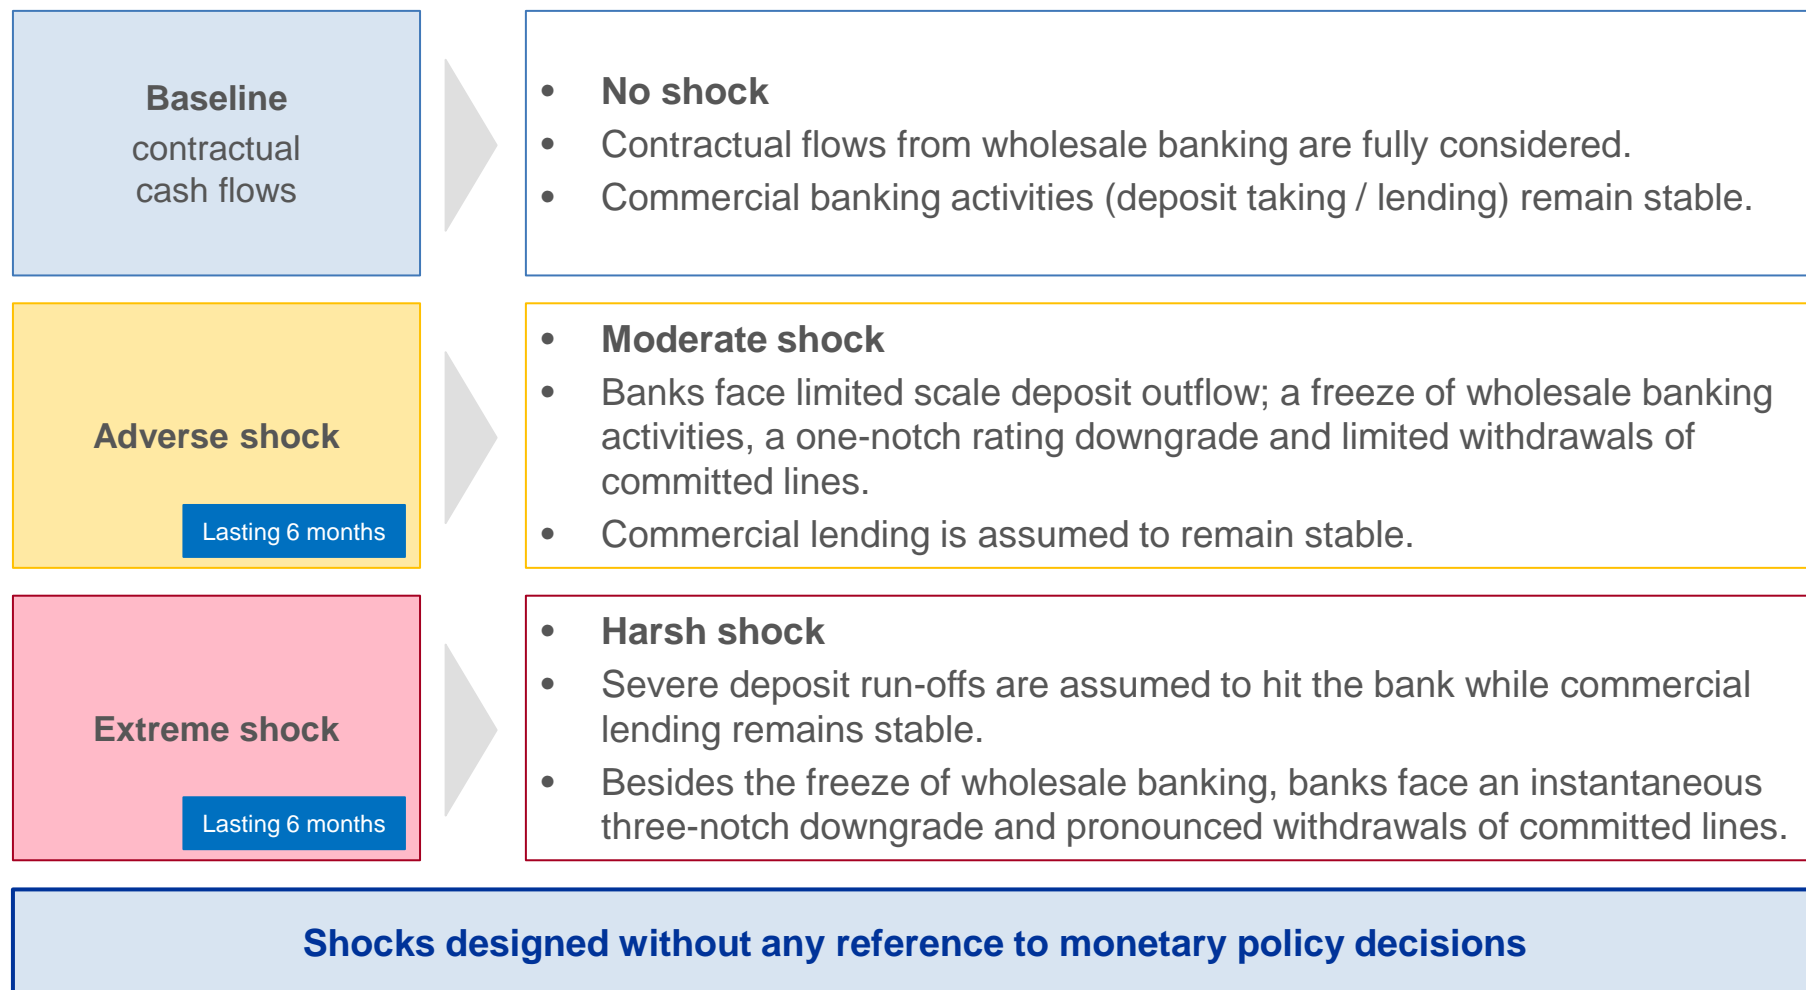 Baseline
contractual
cash flows
• No shock
• Contractual flows from wholesale banking are fully considered.
• Commercial banking activities (deposit taking / lending) remain stable.
Adverse shock
Lasting 6 months
• Moderate shock
• Banks face limited scale deposit outflow; a freeze of wholesale banking
activities, a one-notch rating downgrade and limited withdrawals of
committed lines.
• Commercial lending is assumed to remain stable.
Extreme shock
Lasting 6 months
• Harsh shock
• Severe deposit run-offs are assumed to hit the bank while commercial
lending remains stable.
• Besides the freeze of wholesale banking, banks face an instantaneous
three-notch downgrade and pronounced withdrawals of committed lines.
Shocks designed without any reference to monetary policy decisions